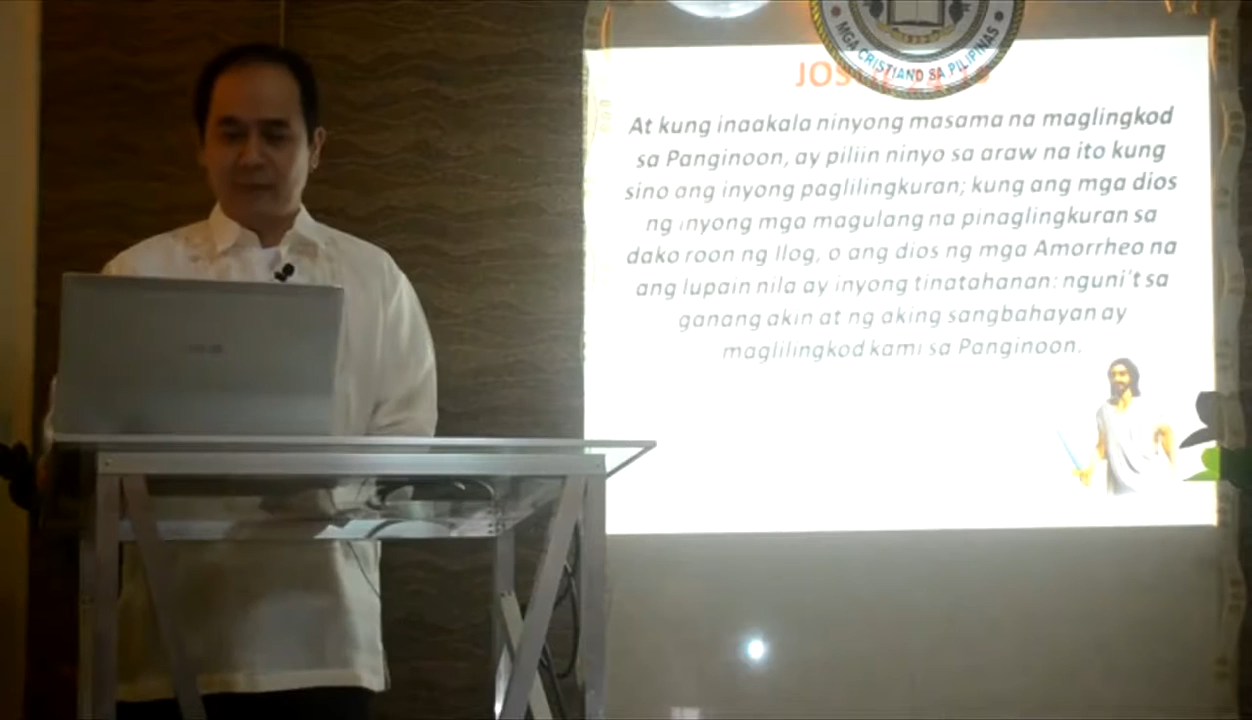 MGA CRISTIANO SA PILIPINAS
At kung inaakala ninyong masama na maglingkod
sa Panginoon, ay piliin ninyo sa araw na ito kung
sino ang inyong paglilingkuran; kung ang mga dios
ng inyong mga magulang na pinaglingkuran sa
dako roon ng Ilog, o ang dios ng mga Amorrheo na
ang lupain nila ay inyong tinatahanan: nguni't sa
ganang akin at ng aking sangbahayan ay
maglilingkod kami sa Panginoon.